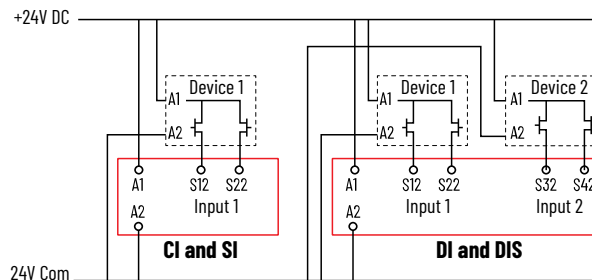 +24V DC
Device 1
A1
A2
A1 S12 S22
A2 Input 1
CI and SI
Device 1
A1
A2
Device 2
A1
A2
A1 S12 S22 S32 S42
A2 Input 1 Input 2
DI and DIS
24V Com